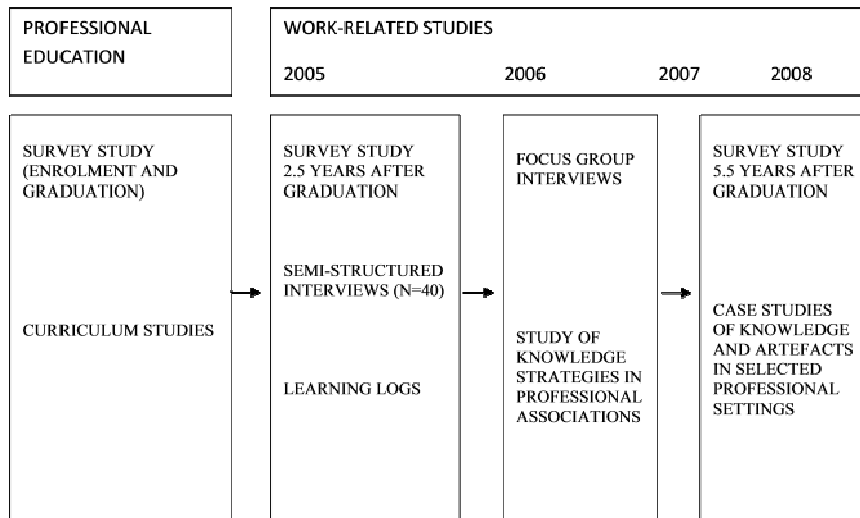 PROFESSIONAL
EDUCATION
WORK-RELATED STUDIES
2005 2006 2007 2008
SURVEY STUDY
(ENROLMENT AND
GRADUATION)
CURRICULUM STUDIES
SURVEY STUDY
2.5 YEARS AFTER
GRADUATION
SEMI-STRUCTURED
INTERVIEWS (N=40)
LEARNING LOGS
FOCUS GROUP
INTERVIEWS
STUDY OF
KNOWLEDGE
STRATEGIES IN
PROFESSIONAL
ASSOCIATIONS
SURVEY STUDY
5.5 YEARS AFTER
GRADUATION
CASE STUDIES
OF KNOWLEDGE
AND ARTEFACTS
IN SELECTED
PROFESSIONAL
SETTINGS